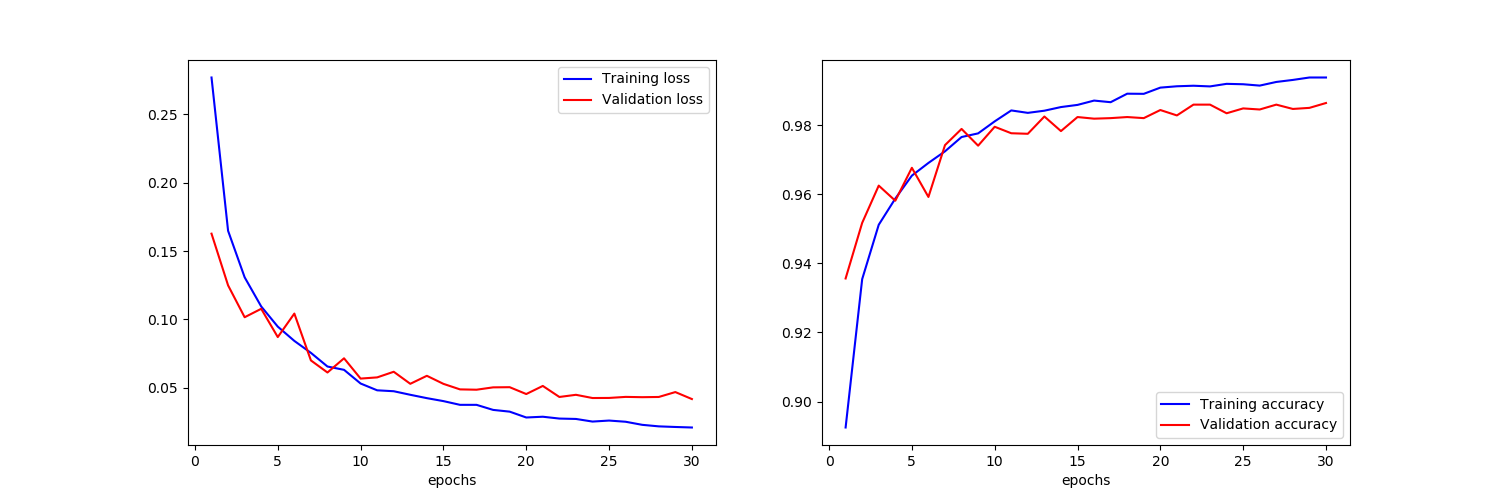 Training loss
Validation loss
0.25
0.20
0.15
0.10
0.05
0 5 10 15 20 25 30
epochs
0.98
0.96
0.94
0.92
0.90
Training accuracy
Validation accuracy
0 5 10 15 20 25 30
epochs